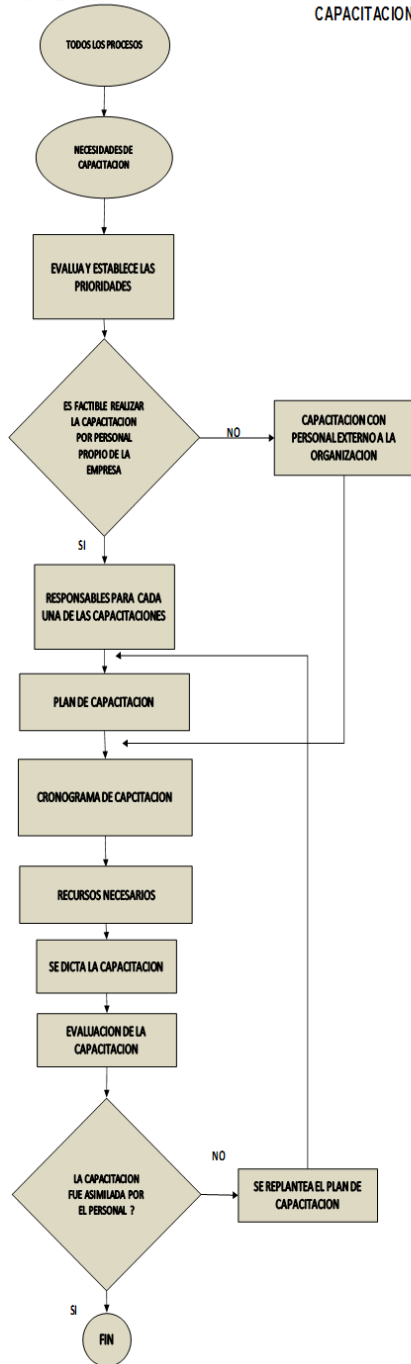 CAPACITACION
TODOS LOS PROCESOS
NECESIDADES DE
CAPACITACION
EVALUA Y ESTABLECE LAS
PRIORIDADES
ES FACTIBLE REALIZAR
LA CAPACITACION
POR PERSONAL
PROPIO DE LA
EMPRESA
NO
CAPACITACION CON
PERSONAL EXTERNO A LA
ORGANIZACION
SI
RESPONSABLES PARA CADA
UNA DE LAS CAPACITACIONES
PLAN DE CAPACITACION
CRONOGRAMA DE CAPCITACION
RECURSOS NECESARIOS
SE DICTA LA CAPACITACION
EVALUACION DE LA
CAPACITACION
LA CAPACITACION
FUE ASIMILADA POR
EL PERSONAL ?
NO
SE REPLANTEA EL PLAN DE
CAPACITACION
SI
FIN